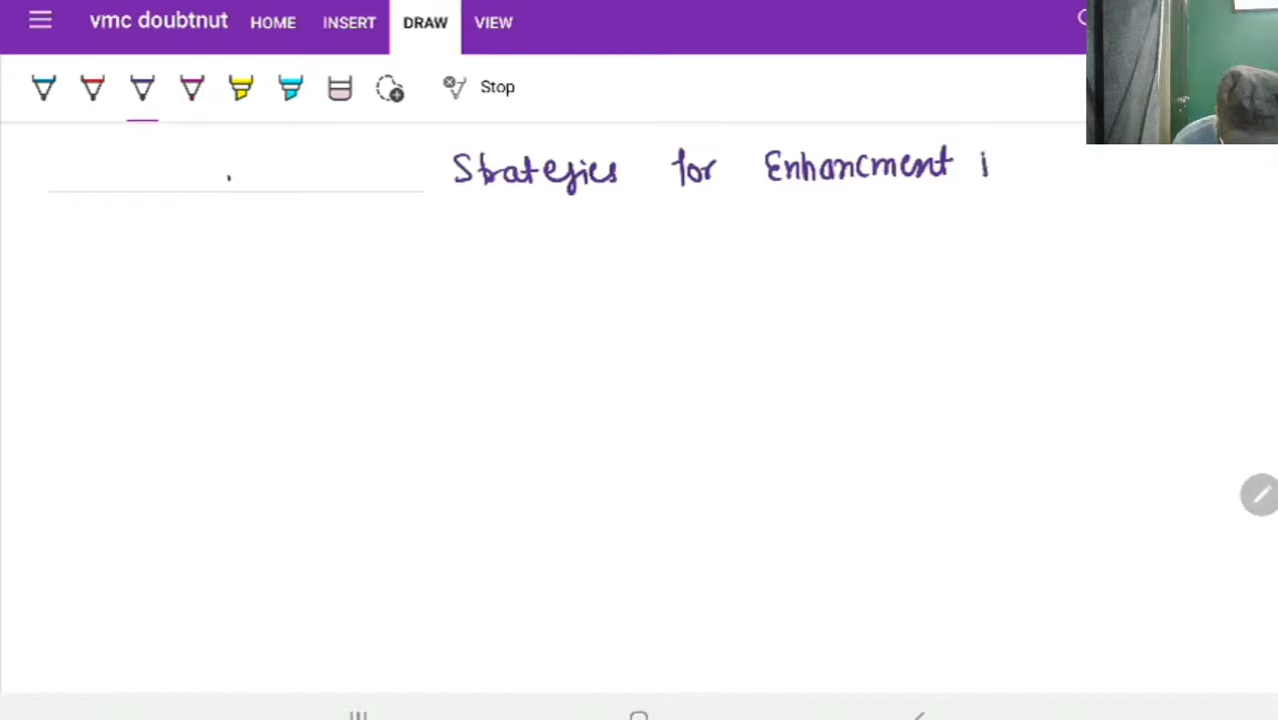 vmc doubtnut HOME INSERT DRAW VIEW
Stop
Strategies for Enhancment i